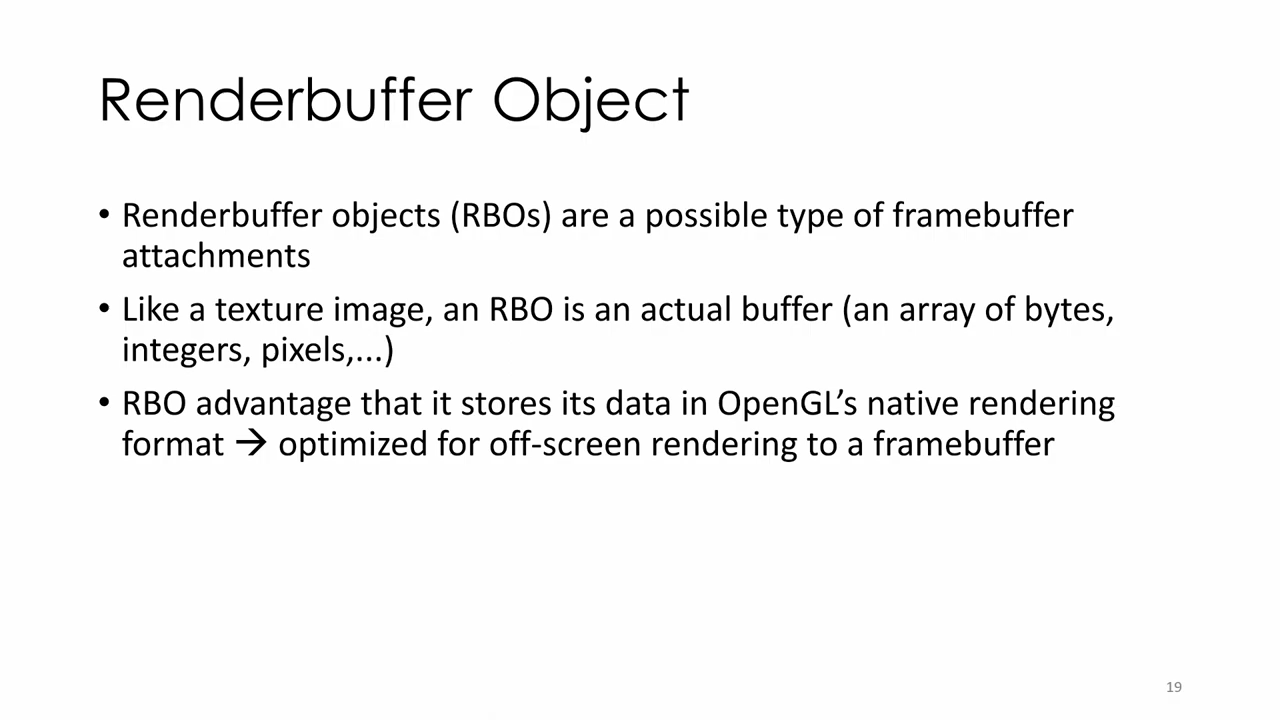 Renderbuffer Object
• Renderbuffer objects (RBOs) are a possible type of framebuffer
attachments
• Like a texture image, an RBO is an actual buffer (an array of bytes,
integers, pixels,...)
• RBO advantage that it stores its data in OpenGL’s native rendering
format → optimized for off-screen rendering to a framebuffer
19